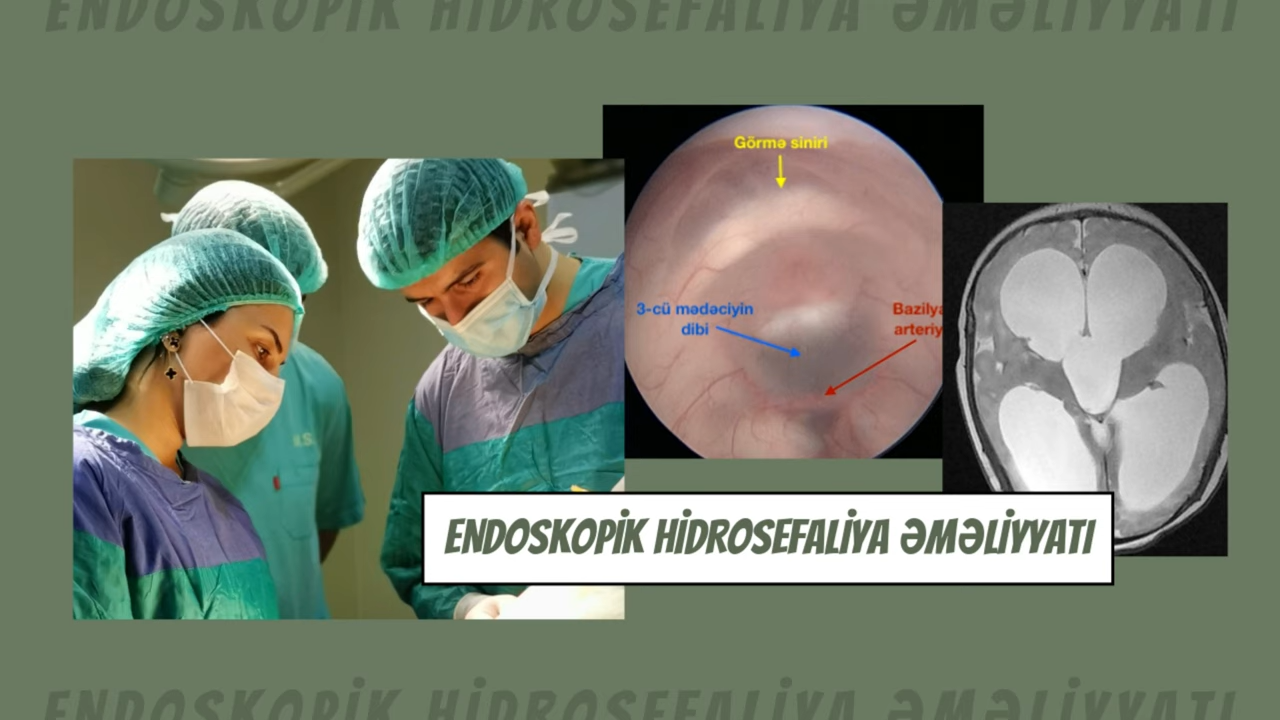 ENDOSKOPİK HİDROSEFALİYA ƏMƏLİYYATI
Görmə siniri
3-cü mədəciyin
dibi
Bazilya
arteriy
ENDOSKOPİK HİDROSEFALİYA ƏMƏLİYYATI
ENDOSKOPİK HİDROSEFALİYA ƏMƏLİYYATI